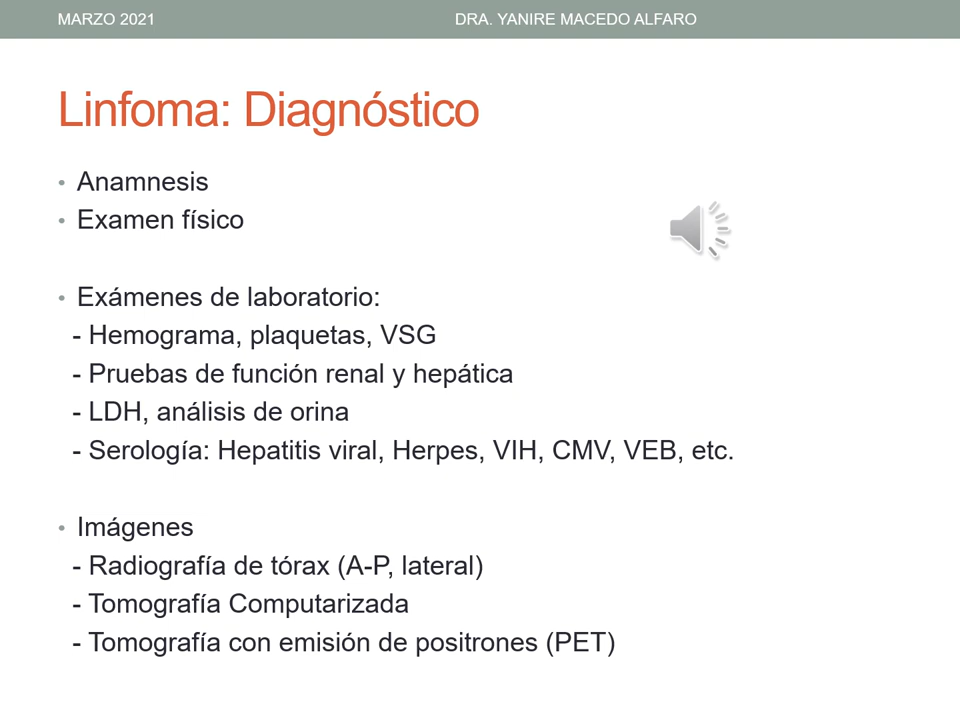 MARZO 2021 DRA. YANIRE MACEDO ALFARO
Linfoma: Diagnóstico
• Anamnesis
• Examen físico
• Exámenes de laboratorio:
- Hemograma, plaquetas, VSG
- Pruebas de función renal y hepática
- LDH, análisis de orina
- Serología: Hepatitis viral, Herpes, VIH, CMV, VEB, etc.
• Imágenes
- Radiografía de tórax (A-P, lateral)
- Tomografía Computarizada
- Tomografía con emisión de positrones (PET)